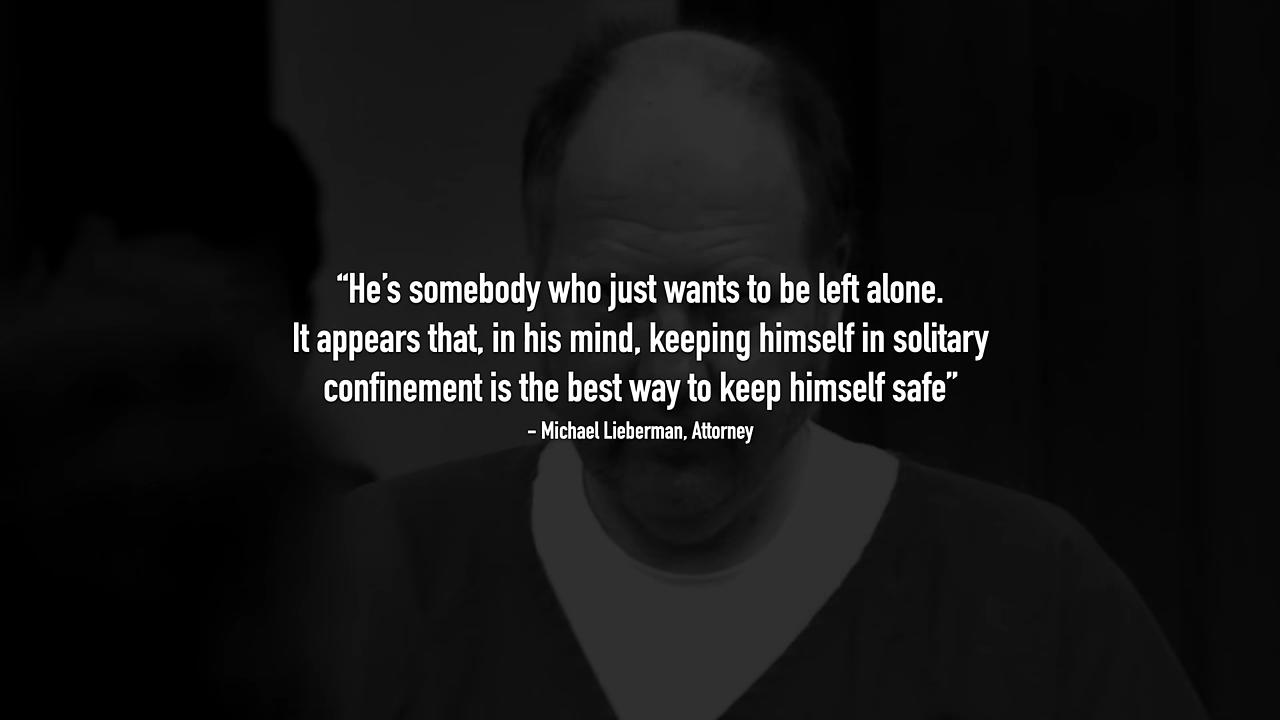 “He’s somebody who just wants to be left alone.
It appears that, in his mind, keeping himself in solitary
confinement is the best way to keep himself safe”
– Michael Lieberman, Attorney